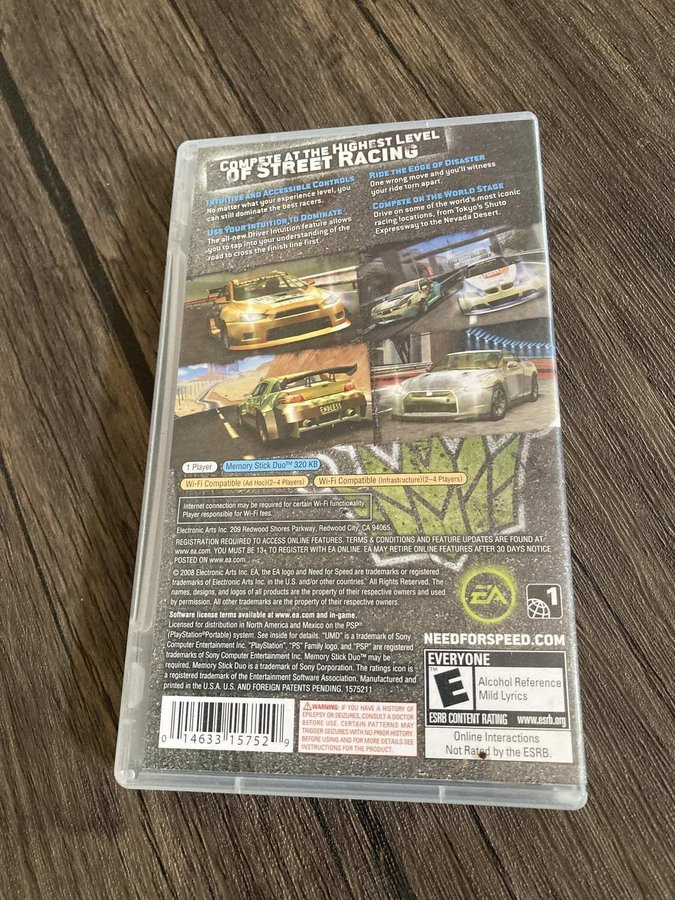 COMPETE AT THE HIGHEST LEVEL
OF STREET RACING
INTUITIVE AND ACCESSIBLE CONTROLS
No matter what your experience level, you
can still dominate the best racers.
USE YOUR INTUITION TO DOMINATE
The all-new Driver Intuition feature allows
you to tap into your understanding of the
road to cross the finish line first.
RIDE THE EDGE OF DISASTER
One wrong move and you'll witness
your ride torn apart.
COMPETE ON THE WORLD STAGE
Drive on some of the world's most iconic
racing locations, from Tokyo's Shuto
Expressway to the Nevada Desert.
ENDLESS
1 Player
Memory Stick Duo™ 320 KB
Wi-Fi Compatible (Ad Hoc)(2–4 Players)
Wi-Fi Compatible (Infrastructure)(2–4 Players)
Internet connection may be required for certain Wi-Fi functionality.
Player responsible for Wi-Fi fees.
Electronic Arts Inc. 209 Redwood Shores Parkway, Redwood City, CA 94065.
REGISTRATION REQUIRED TO ACCESS ONLINE FEATURES. TERMS & CONDITIONS AND FEATURE UPDATES ARE FOUND AT:
www.ea.com. YOU MUST BE 13+ TO REGISTER WITH EA ONLINE. EA MAY RETIRE ONLINE FEATURES AFTER 30 DAYS NOTICE
POSTED ON www.ea.com.
© 2008 Electronic Arts Inc. EA, the EA logo and Need for Speed are trademarks or registered
trademarks of Electronic Arts Inc. in the U.S. and/or other countries. All Rights Reserved. The
names, designs, and logos of all products are the property of their respective owners and used
by permission. All other trademarks are the property of their respective owners.
Software license terms available at www.ea.com and in-game.
Licensed for distribution in North America and Mexico on the PSP®
(PlayStation®Portable) system. See inside for details. "UMD" is a trademark of Sony
Computer Entertainment Inc. "PlayStation", "PS" Family logo, and "PSP" are registered
trademarks of Sony Computer Entertainment Inc. Memory Stick Duo™ may be
required. Memory Stick Duo is a trademark of Sony Corporation. The ratings icon is
a registered trademark of the Entertainment Software Association. Manufactured and
printed in the U.S.A. U.S. AND FOREIGN PATENTS PENDING. 1575211
EA
1
NEEDFORSPEED.COM
EVERYONE
E
Alcohol Reference
Mild Lyrics
ESRB CONTENT RATING www.esrb.org
Online Interactions
Not Rated by the ESRB.
0 14633 15752 9
WARNING: IF YOU HAVE A HISTORY OF
EPILEPSY OR SEIZURES, CONSULT A DOCTOR
BEFORE USE. CERTAIN PATTERNS MAY
TRIGGER SEIZURES WITH NO PRIOR HISTORY.
BEFORE USING AND FOR MORE DETAILS SEE
INSTRUCTIONS FOR THE PRODUCT.